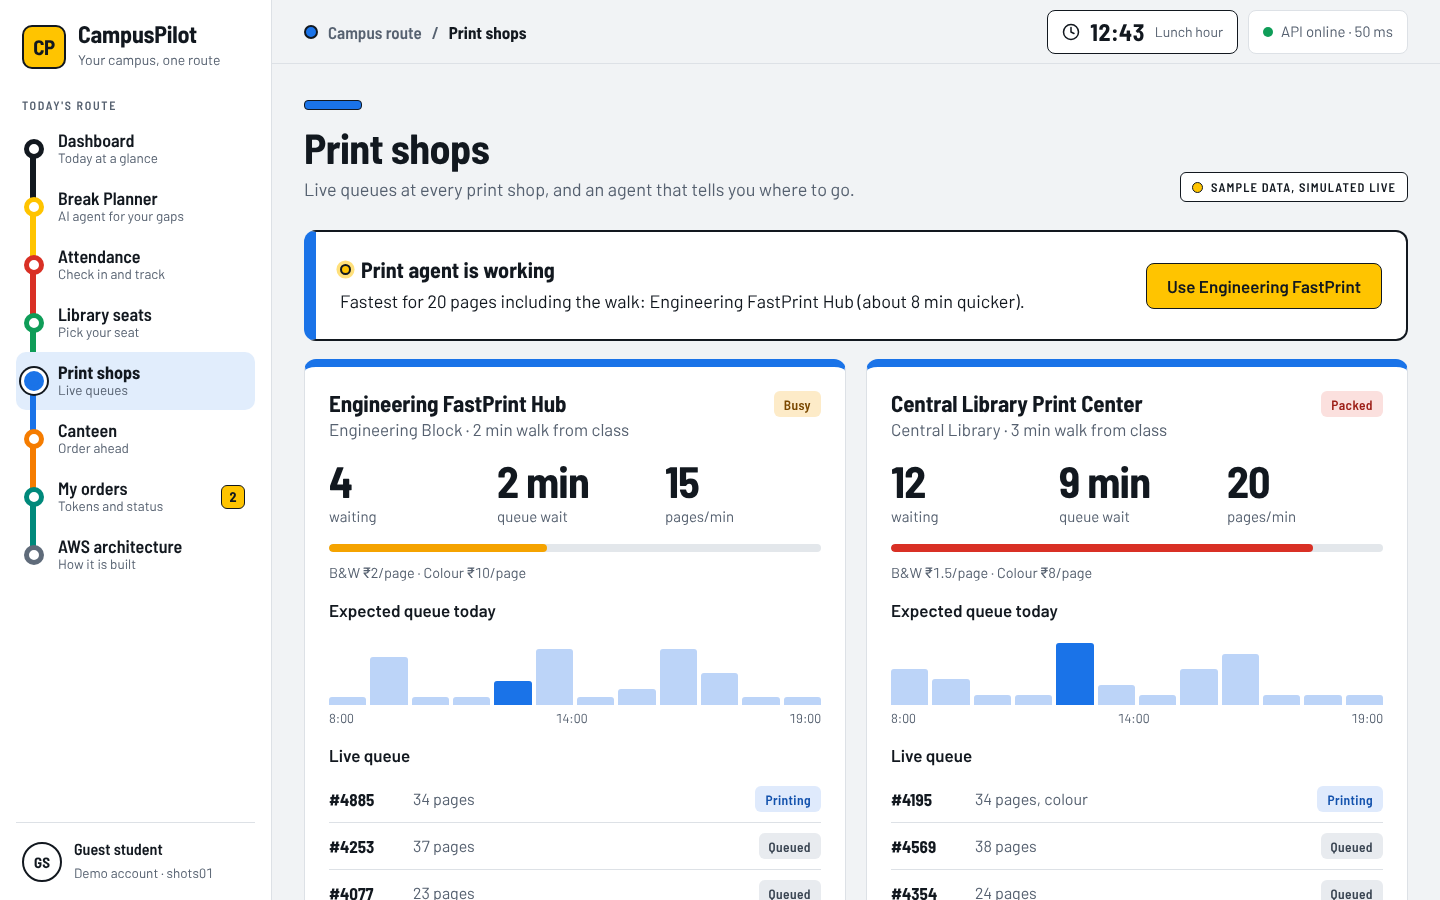 CP
CampusPilot
Your campus, one route
TODAY'S ROUTE
Dashboard
Today at a glance
Break Planner
AI agent for your gaps
Attendance
Check in and track
Library seats
Pick your seat
Print shops
Live queues
Canteen
Order ahead
My orders
Tokens and status
2
AWS architecture
How it is built
GS
Guest student
Demo account · shots01
Campus route / Print shops
12:43 Lunch hour
API online · 50 ms
Print shops
Live queues at every print shop, and an agent that tells you where to go.
SAMPLE DATA, SIMULATED LIVE
Print agent is working
Fastest for 20 pages including the walk: Engineering FastPrint Hub (about 8 min quicker).
Use Engineering FastPrint
Engineering FastPrint Hub
Busy
Engineering Block · 2 min walk from class
4 2 min 15
waiting queue wait pages/min
B&W ₹2/page · Colour ₹10/page
Expected queue today
8:00 14:00 19:00
Live queue
#4885 34 pages Printing
#4253 37 pages Queued
#4077 23 pages Queued
Central Library Print Center
Packed
Central Library · 3 min walk from class
12 9 min 20
waiting queue wait pages/min
B&W ₹1.5/page · Colour ₹8/page
Expected queue today
8:00 14:00 19:00
Live queue
#4195 34 pages, colour Printing
#4569 38 pages Queued
#4354 24 pages Queued